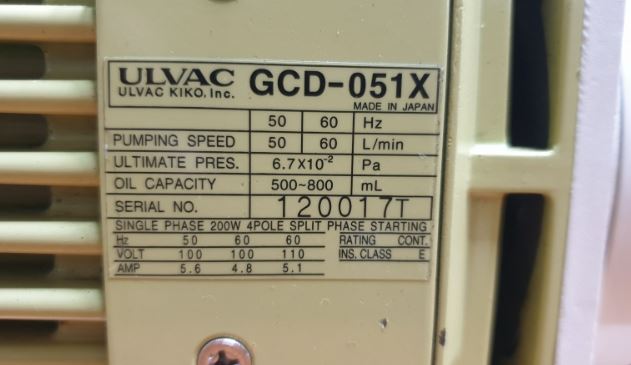 ULVAC GCD-051X
ULVAC KIKO. Inc.
MADE IN JAPAN
50 60 Hz
PUMPING SPEED 50 60 L/min
ULTIMATE PRES. 6.7X10⁻² Pa
OIL CAPACITY 500~800 mL
SERIAL NO. 120017T
SINGLE PHASE 200W 4POLE SPLIT PHASE STARTING
Hz 50 60 60 RATING CONT.
VOLT 100 100 110 INS. CLASS E
AMP 5.6 4.8 5.1